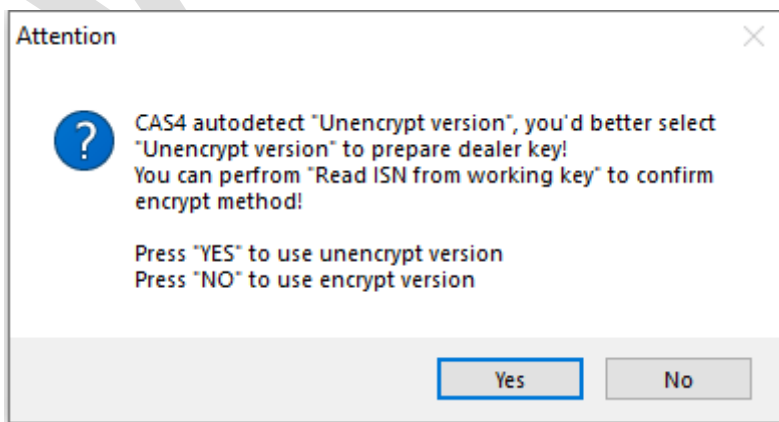 Attention
CAS4 autodetect "Unencrypt version", you'd better select
"Unencrypt version" to prepare dealer key!
You can perfrom "Read ISN from working key" to confirm
encrypt method!
Press "YES" to use unencrypt version
Press "NO" to use encrypt version
Yes
No